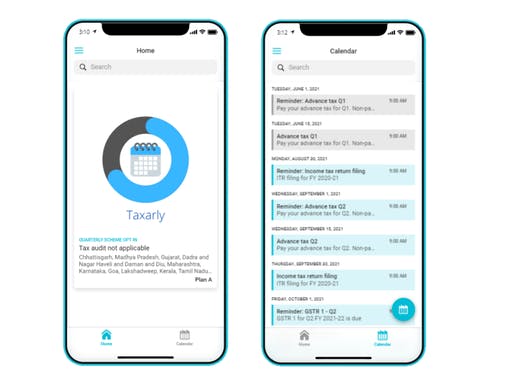 3:10
Home
Search
Taxarly
QUARTERLY SCHEME OPT IN
Tax audit not applicable
Chhattisgarh, Madhya Pradesh, Gujarat, Dadra and
Nagar Haveli and Daman and Diu, Maharashtra,
Karnataka, Goa, Lakshadweep, Kerala, Tamil Nadu...
Plan A
Home
Calendar
3:12
Calendar
Search
TUESDAY, JUNE 1, 2021
Reminder: Advance tax Q1 9:00 AM
Pay your advance tax for Q1. Non-pa...
TUESDAY, JUNE 15, 2021
Advance tax Q1 9:00 AM
Pay your advance tax for Q1. Non-pa...
MONDAY, AUGUST 30, 2021
Reminder: Income tax return filing 9:00 AM
ITR filing for FY 2020-21
WEDNESDAY, SEPTEMBER 1, 2021
Reminder: Advance tax Q2 9:00 AM
Pay your advance tax for Q2. Non-pa...
WEDNESDAY, SEPTEMBER 15, 2021
Advance tax Q2 9:00 AM
Pay your advance tax for Q2. Non-pa...
THURSDAY, SEPTEMBER 30, 2021
Income tax return filing 9:00 AM
ITR filing for FY 2020-21
FRIDAY, OCTOBER 1, 2021
Reminder: GSTR 1 - Q2
GSTR 1 for Q2 FY 2021-22 is due
Home
Calendar